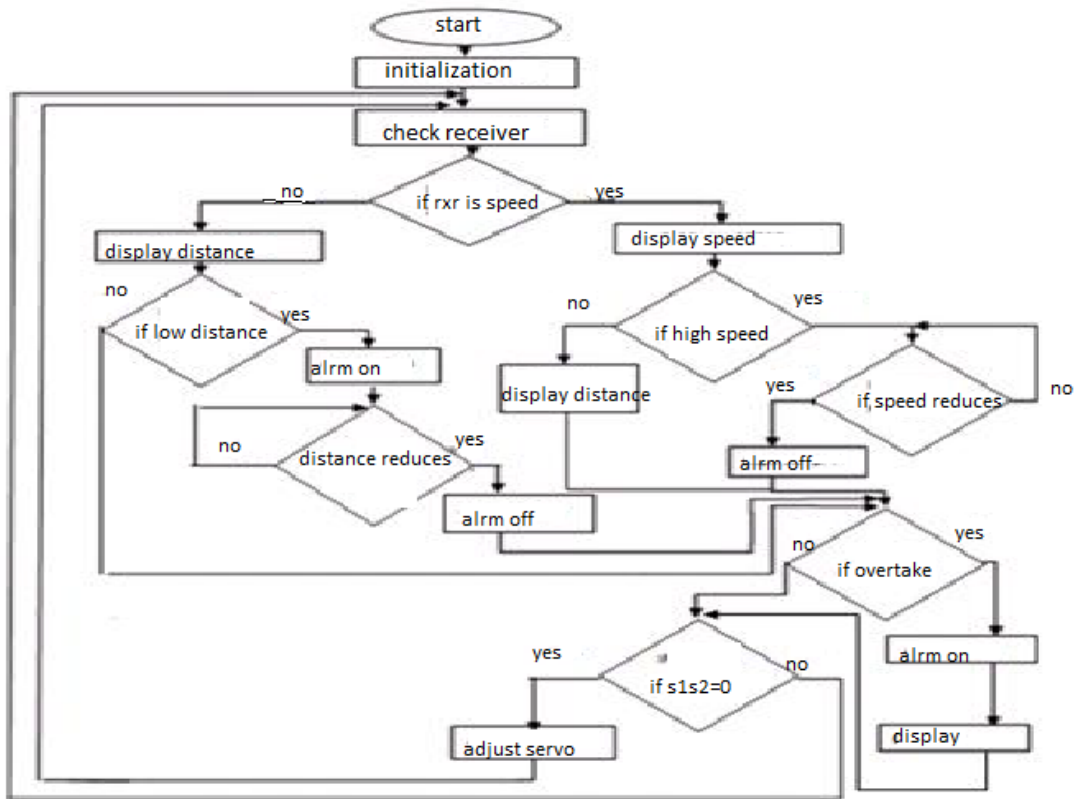 start
initialization
check receiver
no
if rxr is speed
yes
display distance
display speed
no
if low distance
yes
no
if high speed
yes
alrm on
display distance
yes
if speed reduces
no
no
distance reduces
yes
alrm off
alrm off
no
if overtake
yes
yes
if s1s2=0
no
alrm on
adjust servo
display